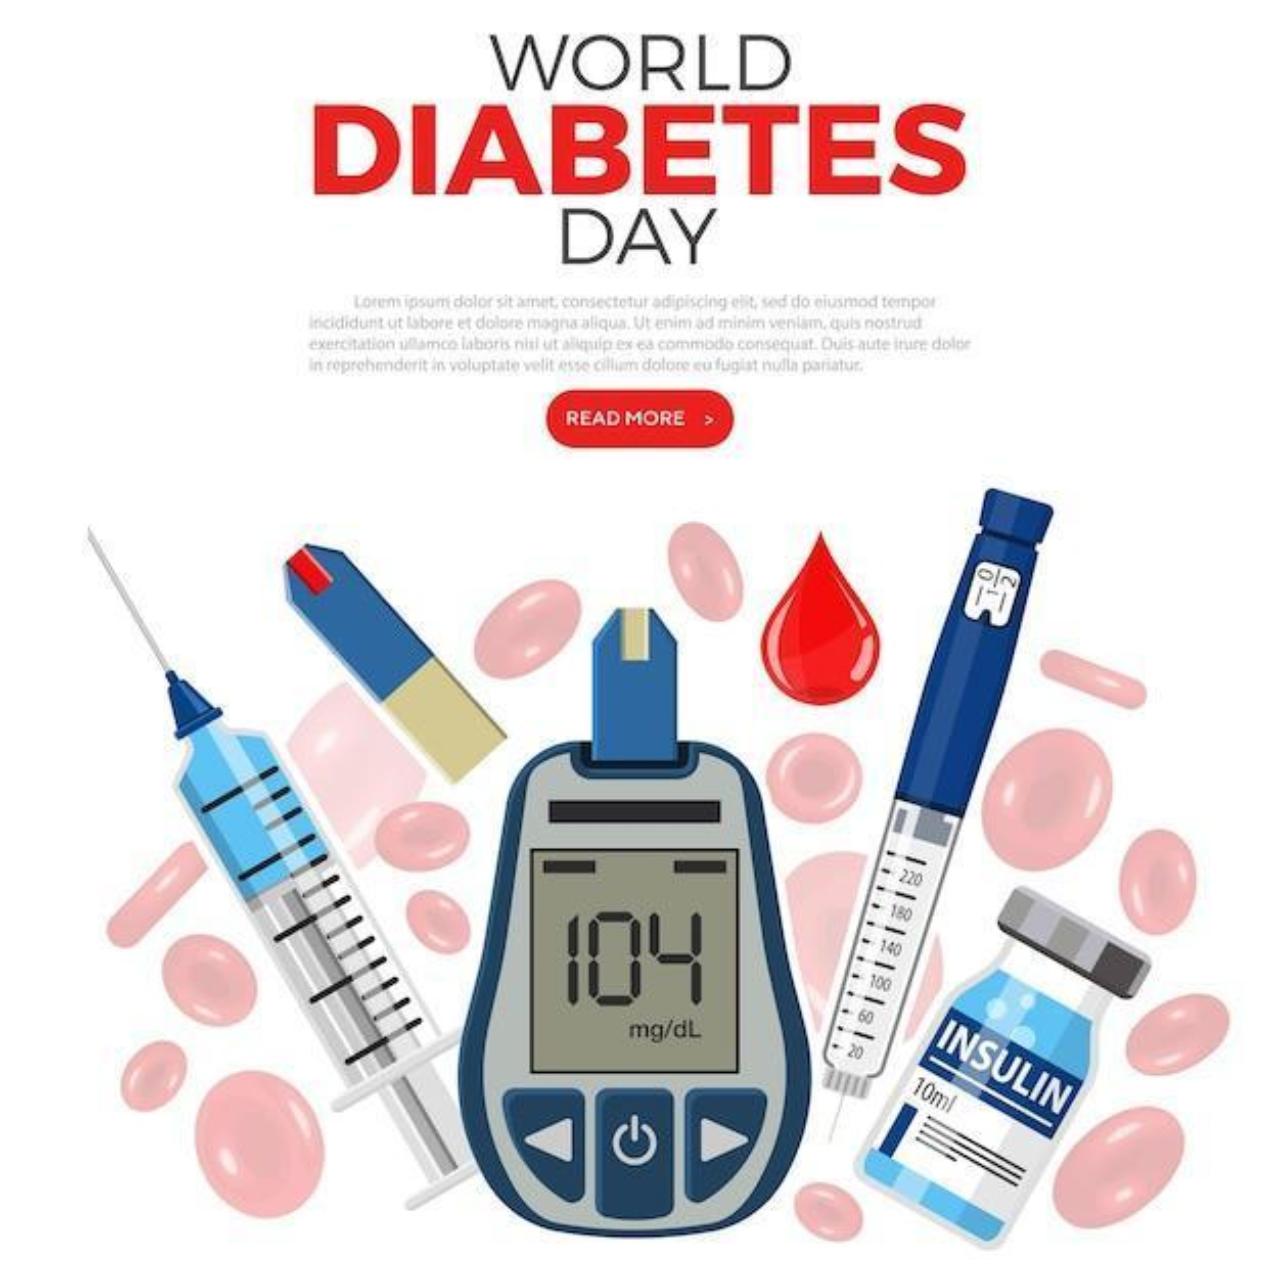 WORLD
DIABETES
DAY
Lorem ipsum dolor sit amet, consectetur adipiscing elit, sed do eiusmod tempor
incididunt ut labore et dolore magna aliqua. Ut enim ad minim veniam, quis nostrud
exercitation ullamco laboris nisi ut aliquip ex ea commodo consequat. Duis aute irure dolor
in reprehenderit in voluptate velit esse cillum dolore eu fugiat nulla pariatur.
READ MORE >
0
1
2
220
180
140
100
60
20
104
mg/dL
INSULIN
10ml